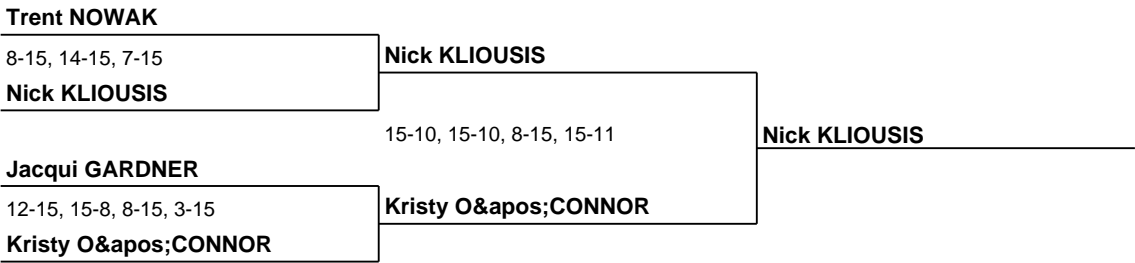 Trent NOWAK
8-15, 14-15, 7-15
Nick KLIOUSIS
Nick KLIOUSIS
15-10, 15-10, 8-15, 15-11
Nick KLIOUSIS
Jacqui GARDNER
12-15, 15-8, 8-15, 3-15
Kristy O&apos;CONNOR
Kristy O&apos;CONNOR